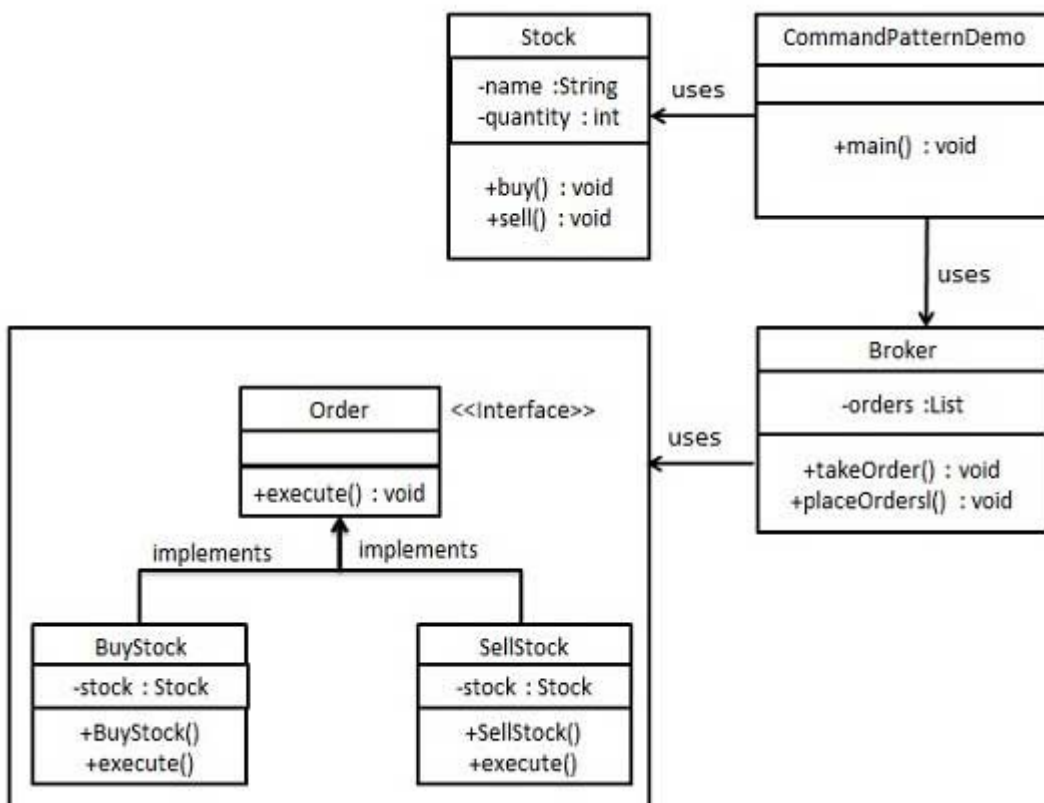 Stock
-name :String
-quantity : int
+buy() : void
+sell() : void
uses
CommandPatternDemo
+main() : void
uses
Broker
-orders :List
+takeOrder() : void
+placeOrdersl() : void
uses
Order
<<Interface>>
+execute() : void
implements
implements
BuyStock
-stock : Stock
+BuyStock()
+execute()
SellStock
-stock : Stock
+SellStock()
+execute()